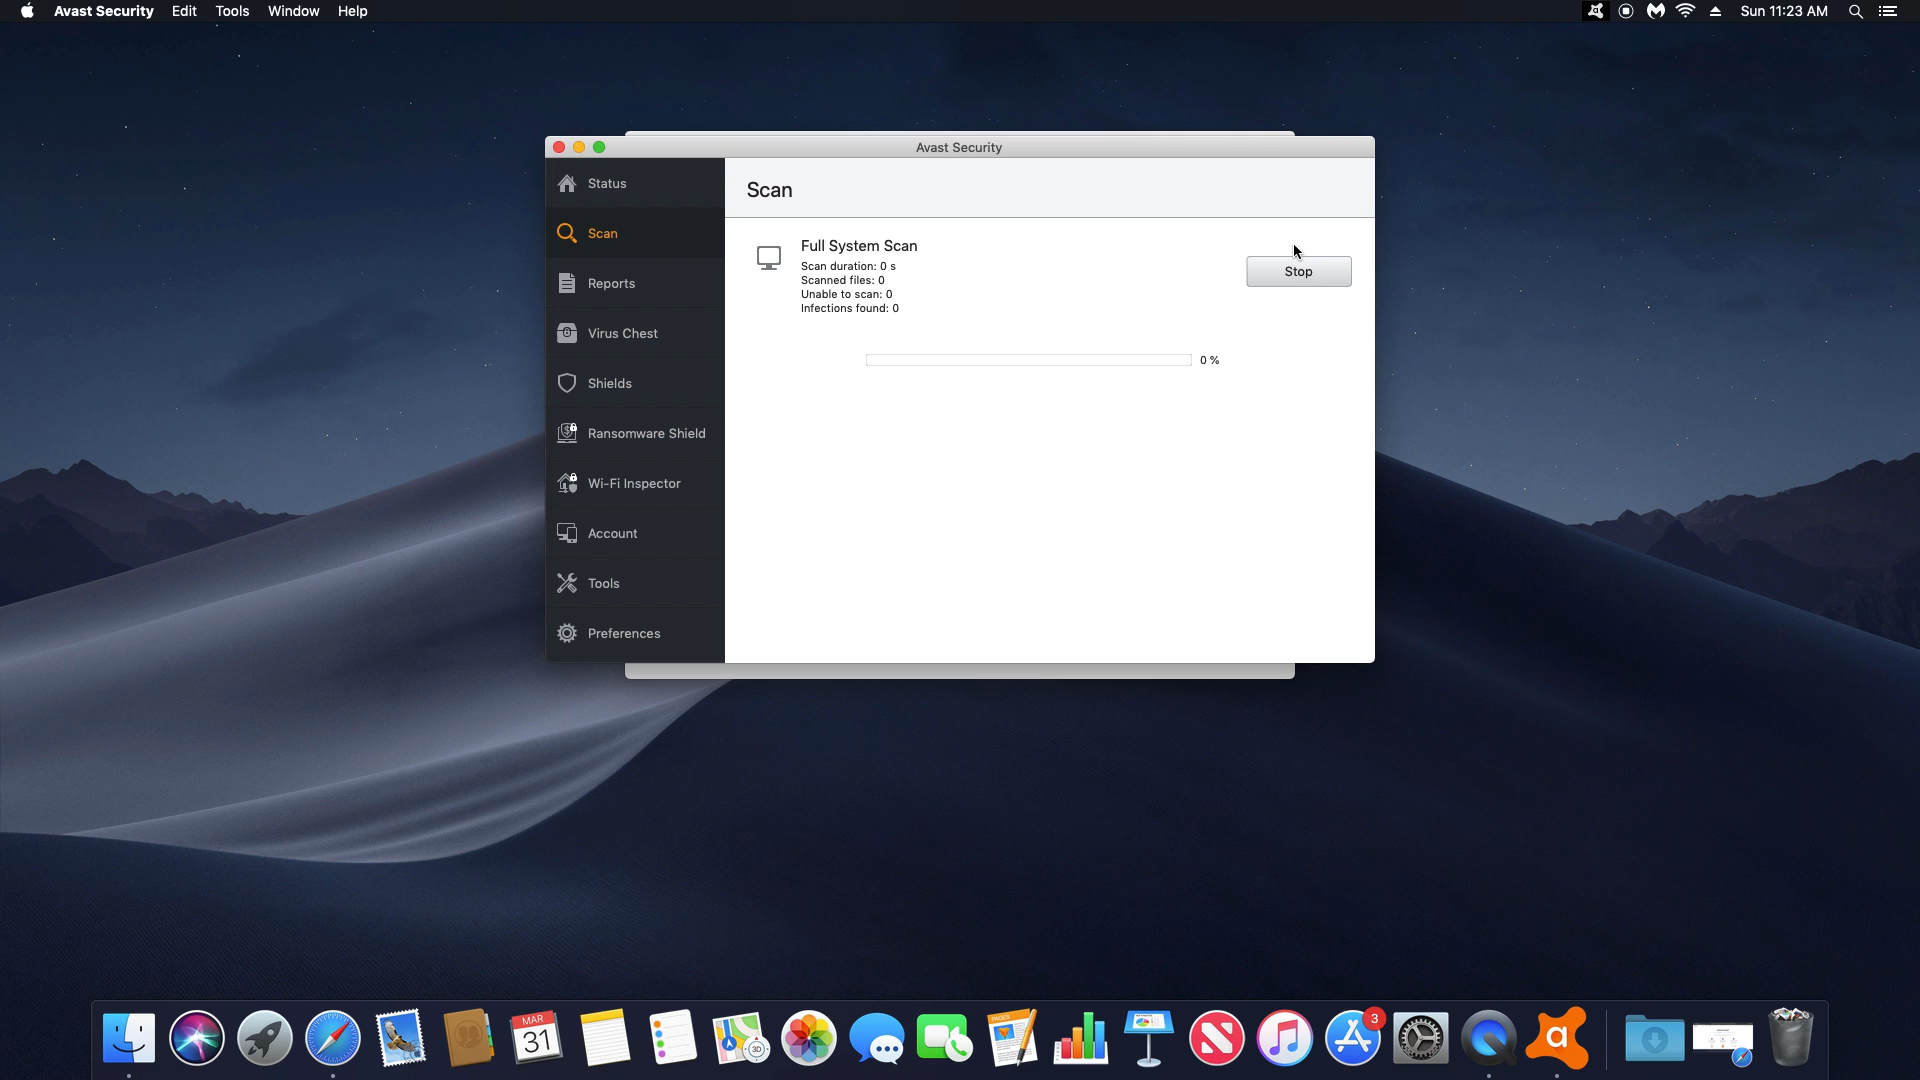 Avast Security Edit Tools Window Help Sun 11:23 AM
Avast Security
Status
Scan
Reports
Virus Chest
Shields
Ransomware Shield
Wi-Fi Inspector
Account
Tools
Preferences
Scan
Full System Scan
Scan duration: 0 s
Scanned files: 0
Unable to scan: 0
Infections found: 0
Stop
0 %
MAR
31
3D
PAGES
3
a